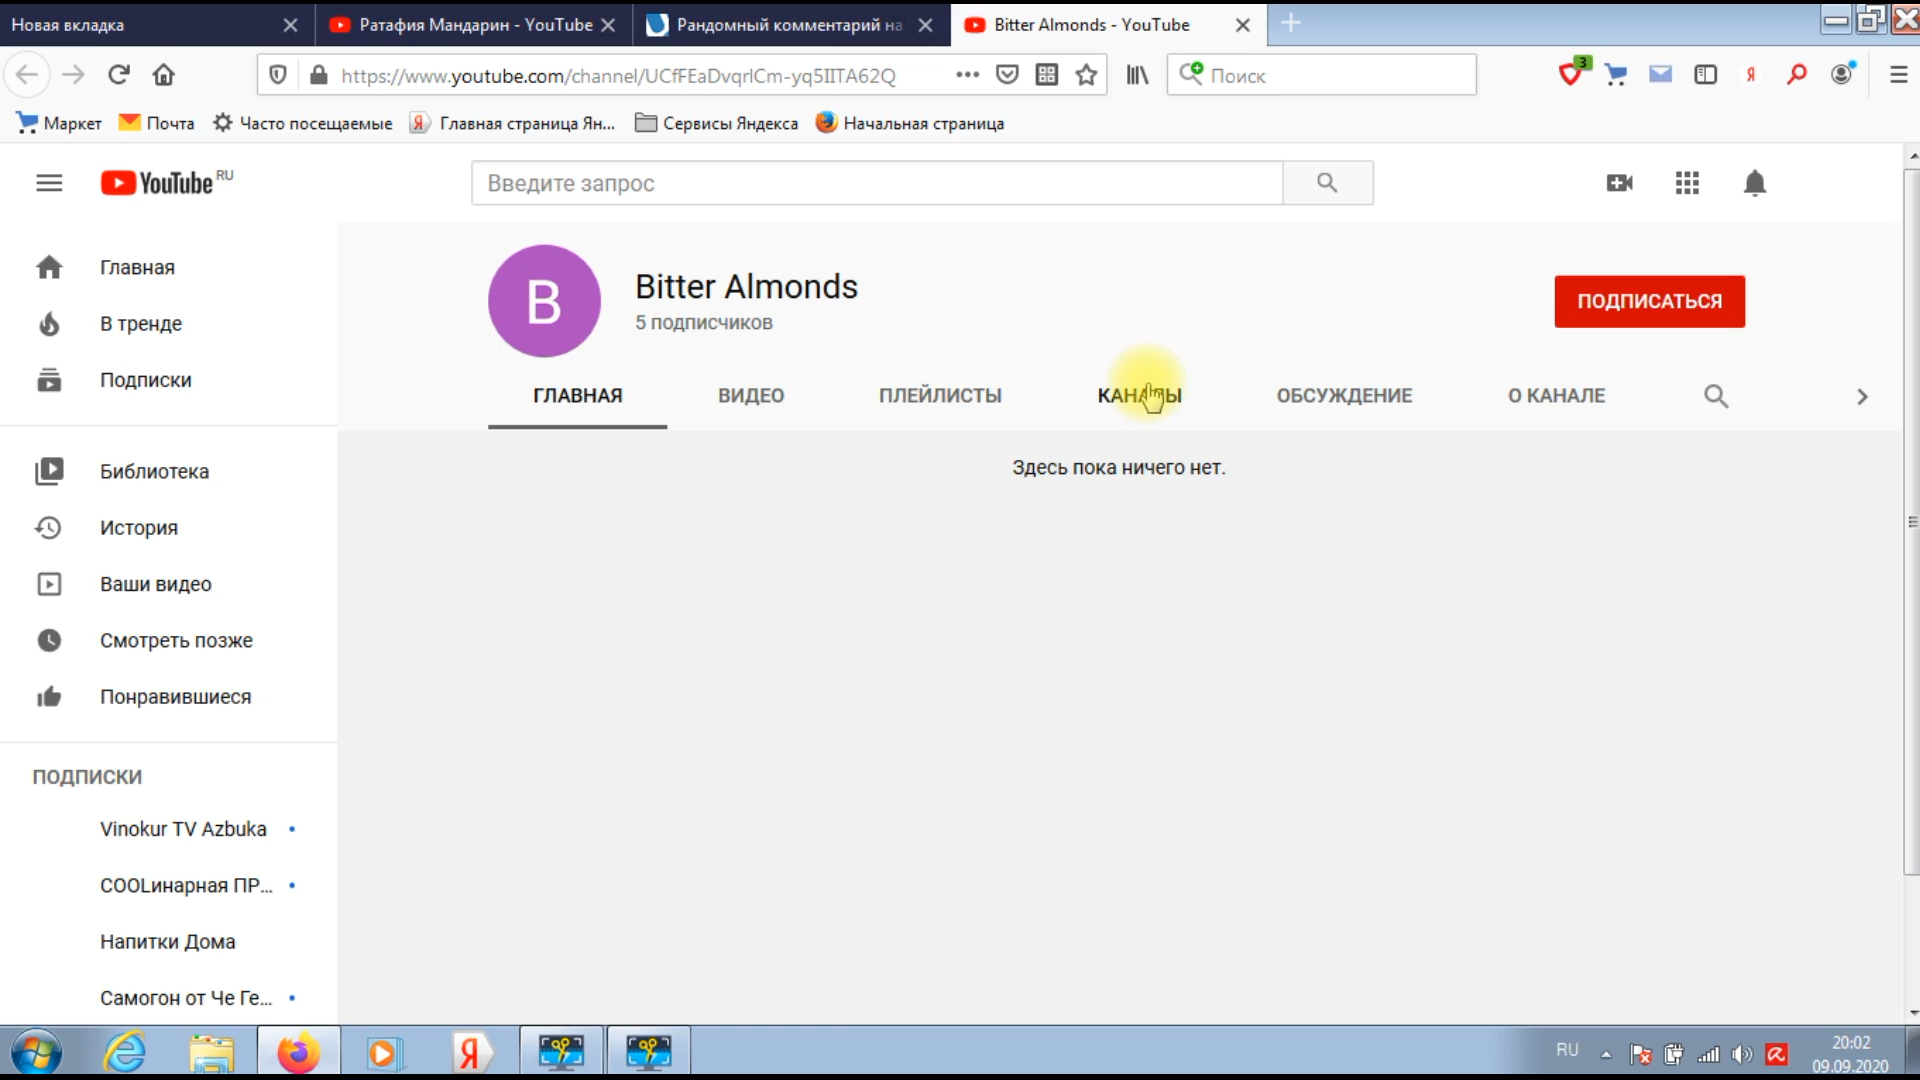 Новая вкладка
Ратафия Мандарин - YouTube
Рандомный комментарий на
Bitter Almonds - YouTube
https://www.youtube.com/channel/UCfFEaDvqrlCm-yq5IITA62Q
Поиск
3
Маркет
Почта
Часто посещаемые
Главная страница Ян...
Сервисы Яндекса
Начальная страница
YouTube RU
Введите запрос
Главная
В тренде
Подписки
Библиотека
История
Ваши видео
Смотреть позже
Понравившиеся
ПОДПИСКИ
Vinokur TV Azbuka
COOLинарная ПР...
Напитки Дома
Самогон от Че Ге...
B
Bitter Almonds
5 подписчиков
ПОДПИСАТЬСЯ
ГЛАВНАЯ
ВИДЕО
ПЛЕЙЛИСТЫ
КАНАЛЫ
ОБСУЖДЕНИЕ
О КАНАЛЕ
Здесь пока ничего нет.
RU
20:02
09.09.2020